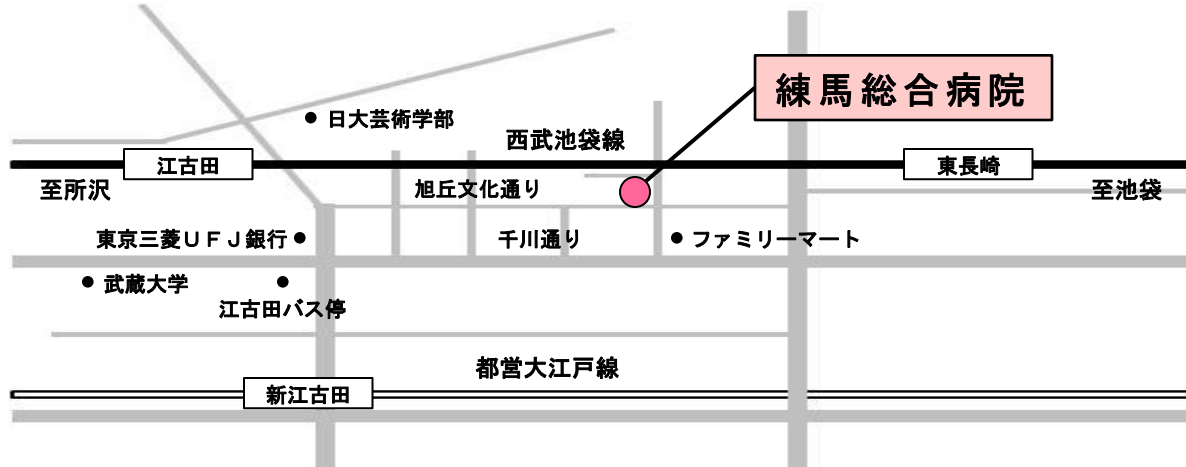 練馬総合病院
日大芸術学部
西武池袋線
江古田
東長崎
至所沢
旭丘文化通り
至池袋
東京三菱UFJ銀行
千川通り
ファミリーマート
武蔵大学
江古田バス停
都営大江戸線
新江古田